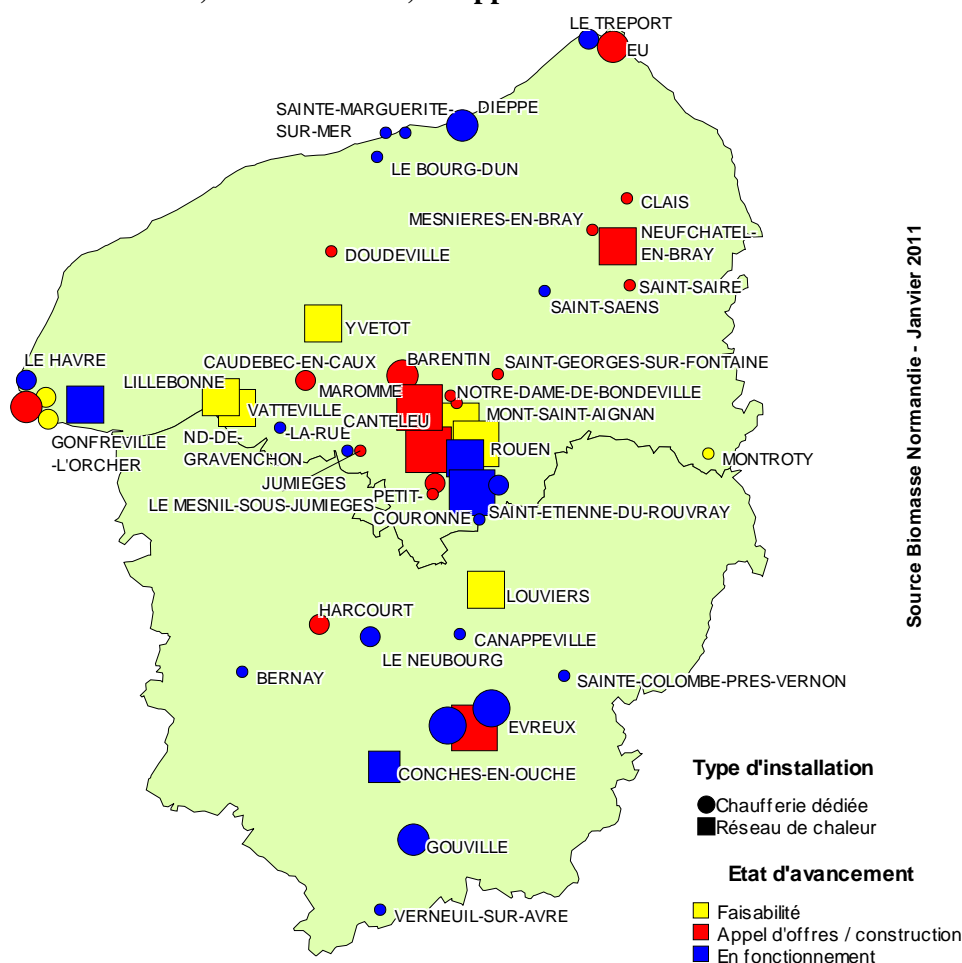 LE TREPORT
EU
SAINTE-MARGUERITE-
SUR-MER
DIEPPE
LE BOURG-DUN
CLAIS
MESNIERES-EN-BRAY
NEUFCHATEL-
EN-BRAY
DOUDEVILLE
SAINT-SAIRE
SAINT-SAENS
YVETOT
LE HAVRE
CAUDEBEC-EN-CAUX
BARENTIN
SAINT-GEORGES-SUR-FONTAINE
LILLEBONNE
MAROMME
NOTRE-DAME-DE-BONDEVILLE
VATTEVILLE
-LA-RUE
CANTELEU
MONT-SAINT-AIGNAN
GONFREVILLE
-L'ORCHER
ND-DE-
GRAVENCHON
ROUEN
MONTROTY
JUMIEGES
LE MESNIL-SOUS-JUMIEGES
PETIT-
COURONNE
SAINT-ETIENNE-DU-ROUVRAY
LOUVIERS
HARCOURT
CANAPPEVILLE
LE NEUBOURG
BERNAY
SAINTE-COLOMBE-PRES-VERNON
EVREUX
CONCHES-EN-OUCHE
GOUVILLE
VERNEUIL-SUR-AVRE
Source Biomasse Normandie - Janvier 2011
Type d'installation
Chaufferie dédiée
Réseau de chaleur
Etat d'avancement
Faisabilité
Appel d'offres / construction
En fonctionnement